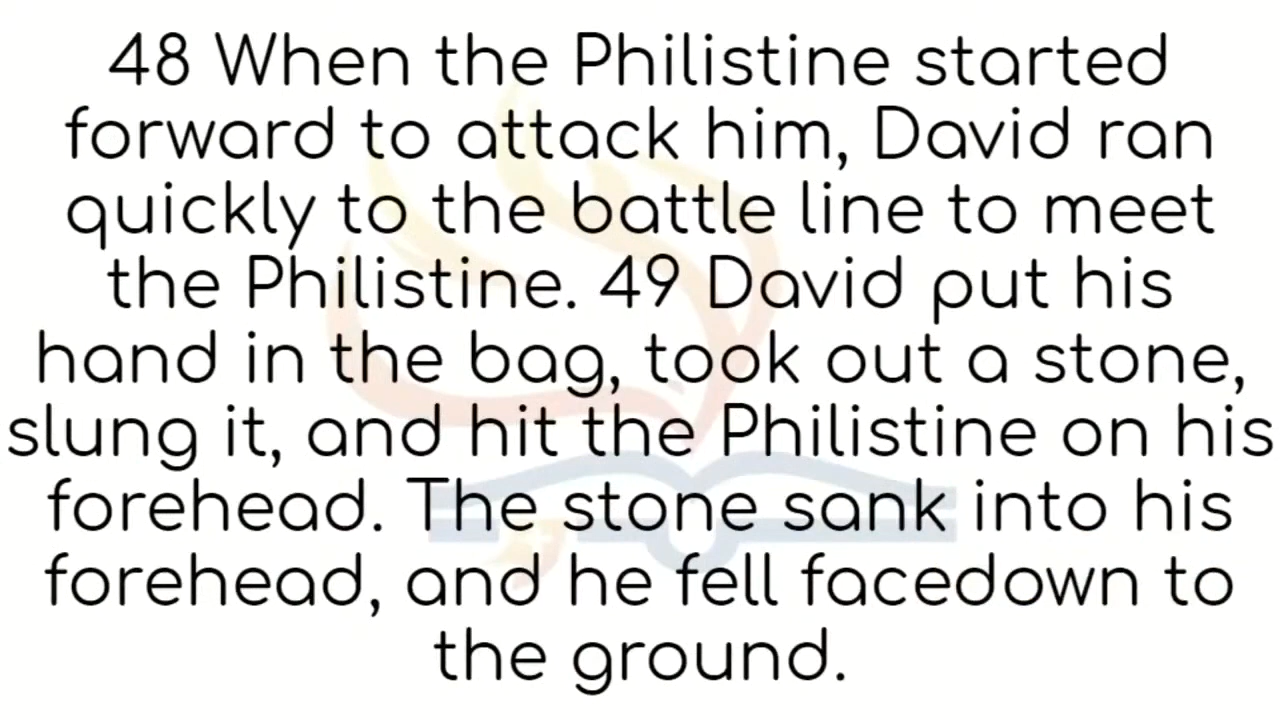 48 When the Philistine started
forward to attack him, David ran
quickly to the battle line to meet
the Philistine. 49 David put his
hand in the bag, took out a stone,
slung it, and hit the Philistine on his
forehead. The stone sank into his
forehead, and he fell facedown to
the ground.